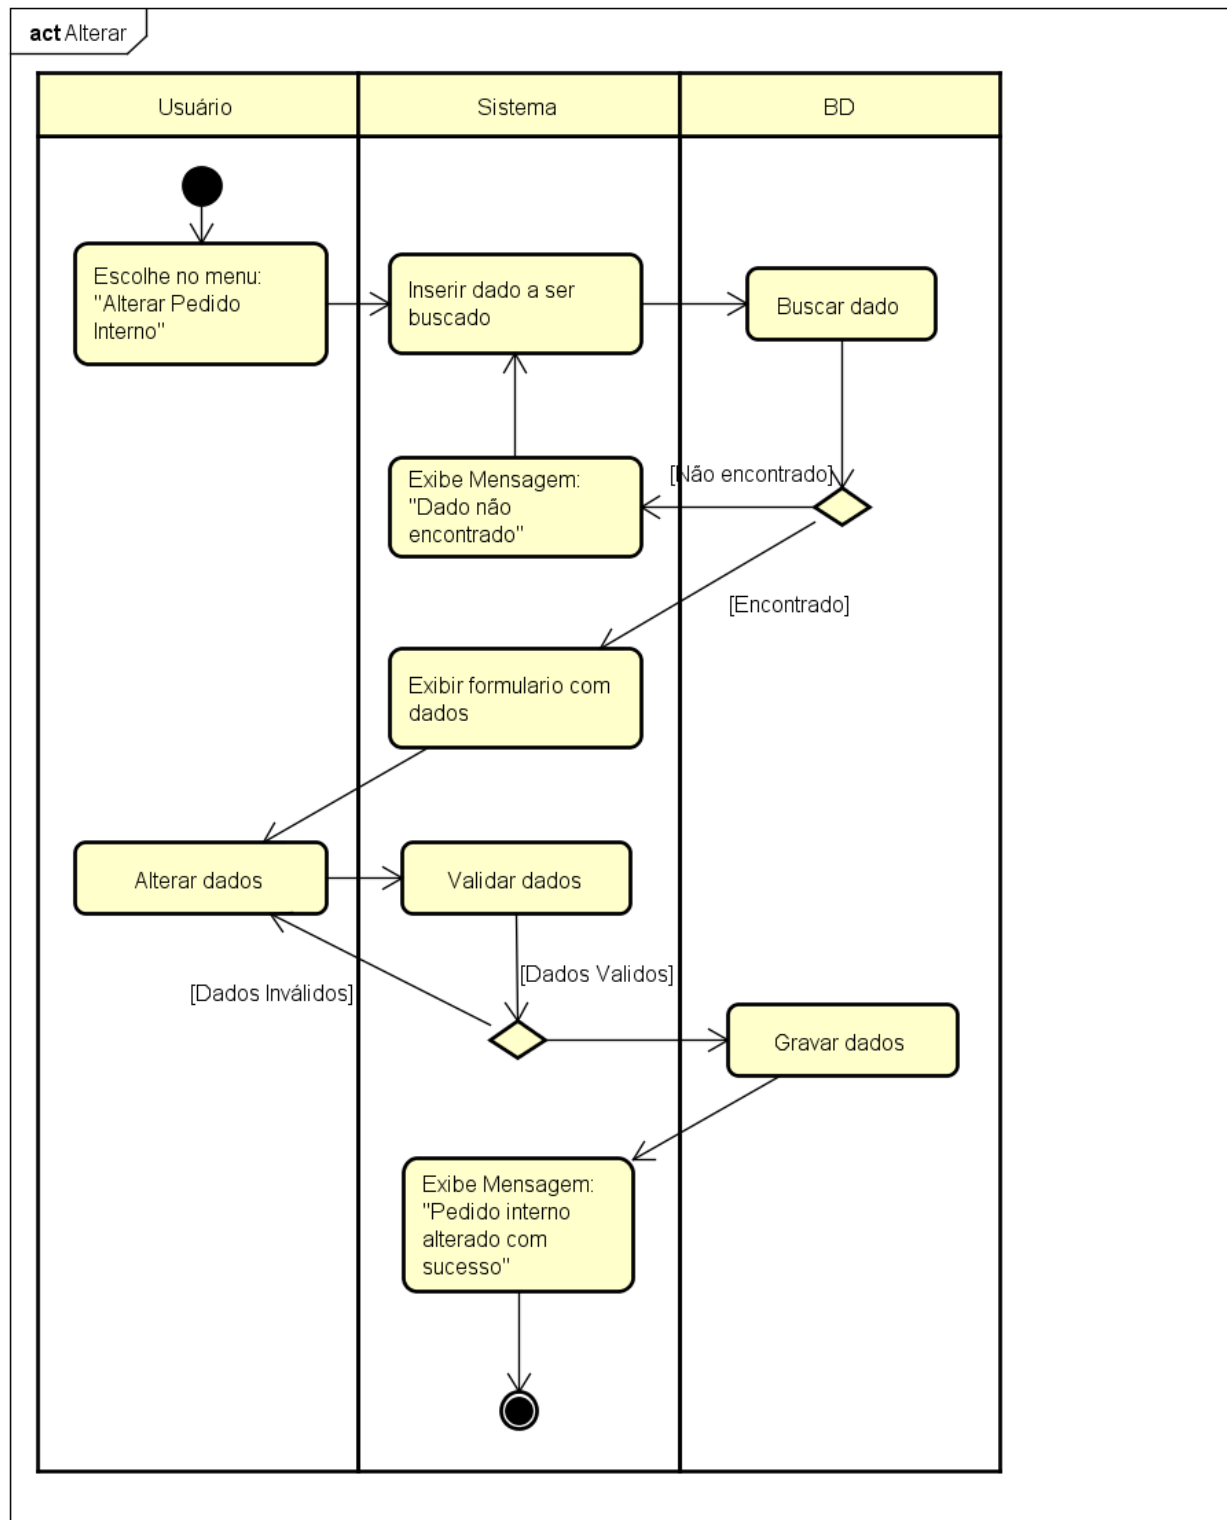 act Alterar
Usuário
Sistema
BD
Escolhe no menu:
"Alterar Pedido
Interno"
Inserir dado a ser
buscado
Buscar dado
[Não encontrado]
Exibe Mensagem:
"Dado não
encontrado"
[Encontrado]
Exibir formulario com
dados
Alterar dados
Validar dados
[Dados Validos]
[Dados Inválidos]
Gravar dados
Exibe Mensagem:
"Pedido interno
alterado com
sucesso"